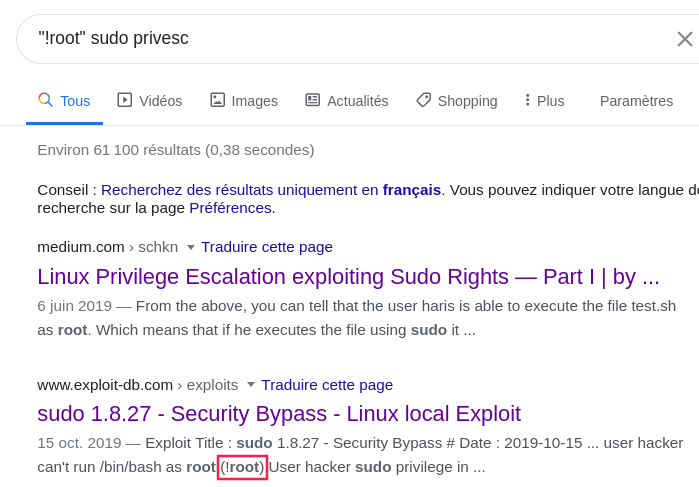 "!root" sudo privesc
Tous Vidéos Images Actualités Shopping Plus Paramètres
Environ 61 100 résultats (0,38 secondes)
Conseil : Recherchez des résultats uniquement en français. Vous pouvez indiquer votre langue de
recherche sur la page Préférences.
medium.com › schkn Traduire cette page
Linux Privilege Escalation exploiting Sudo Rights — Part I | by ...
6 juin 2019 — From the above, you can tell that the user haris is able to execute the file test.sh
as root. Which means that if he executes the file using sudo it ...
www.exploit-db.com › exploits Traduire cette page
sudo 1.8.27 - Security Bypass - Linux local Exploit
15 oct. 2019 — Exploit Title : sudo 1.8.27 - Security Bypass # Date : 2019-10-15 ... user hacker
can't run /bin/bash as root (!root) User hacker sudo privilege in ...